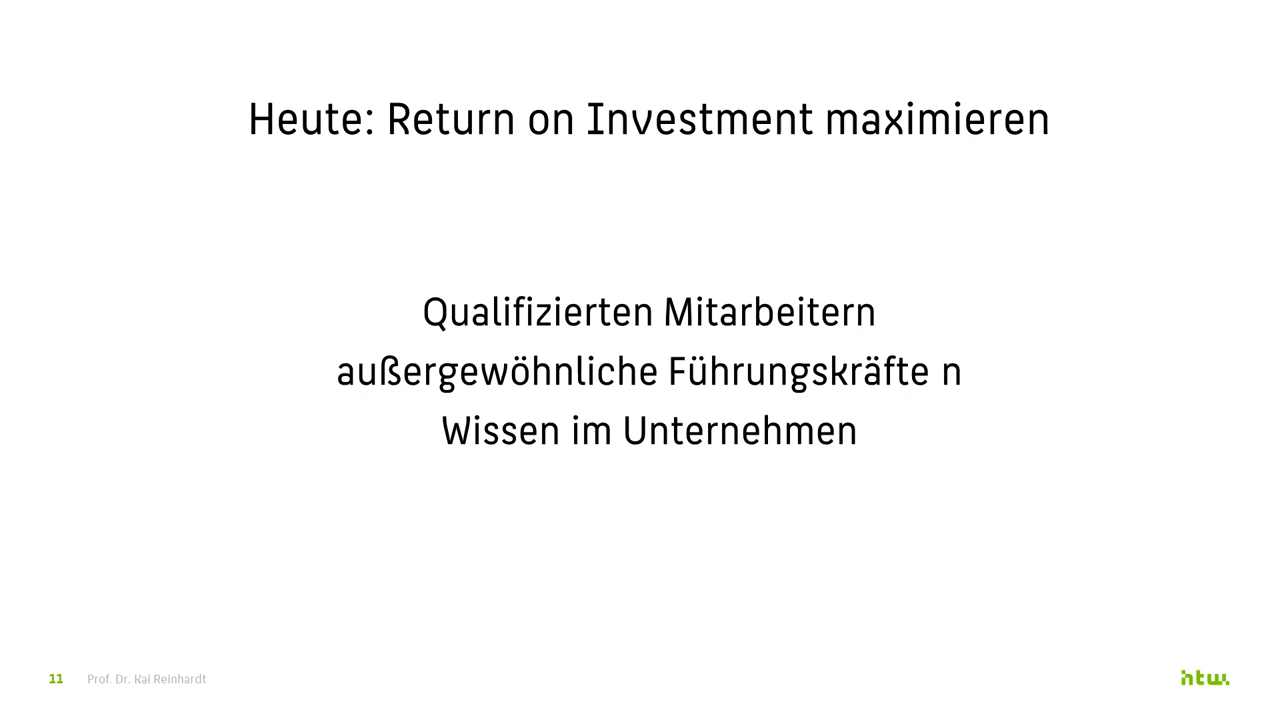 Heute: Return on Investment maximieren
Qualifizierten Mitarbeitern
außergewöhnliche Führungskräfte n
Wissen im Unternehmen
11 Prof. Dr. Kai Reinhardt
htw.